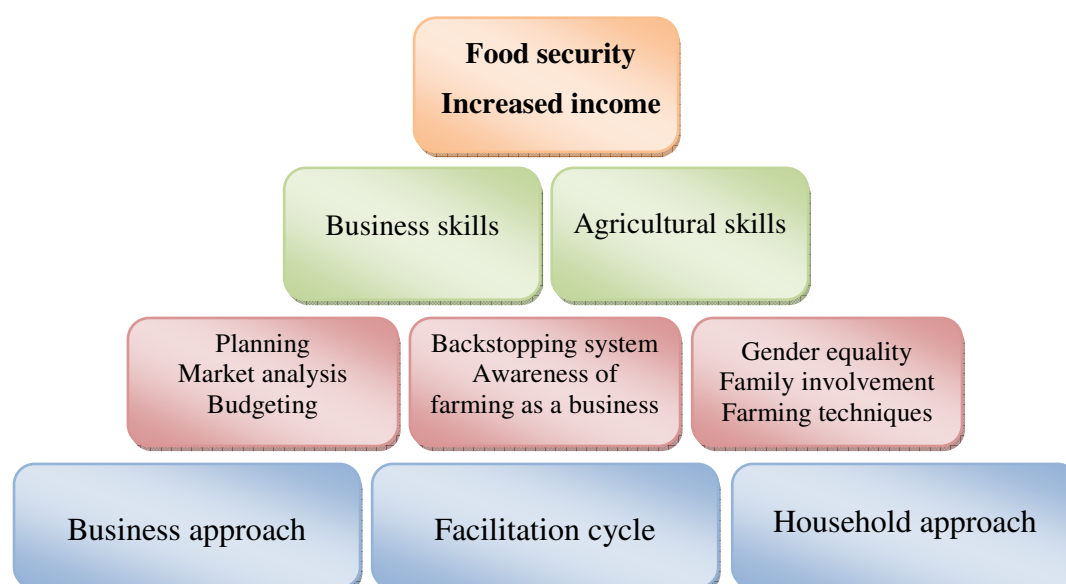 Food security
Increased income
Business skills
Agricultural skills
Planning
Market analysis
Budgeting
Backstopping system
Awareness of
farming as a business
Gender equality
Family involvement
Farming techniques
Business approach
Facilitation cycle
Household approach